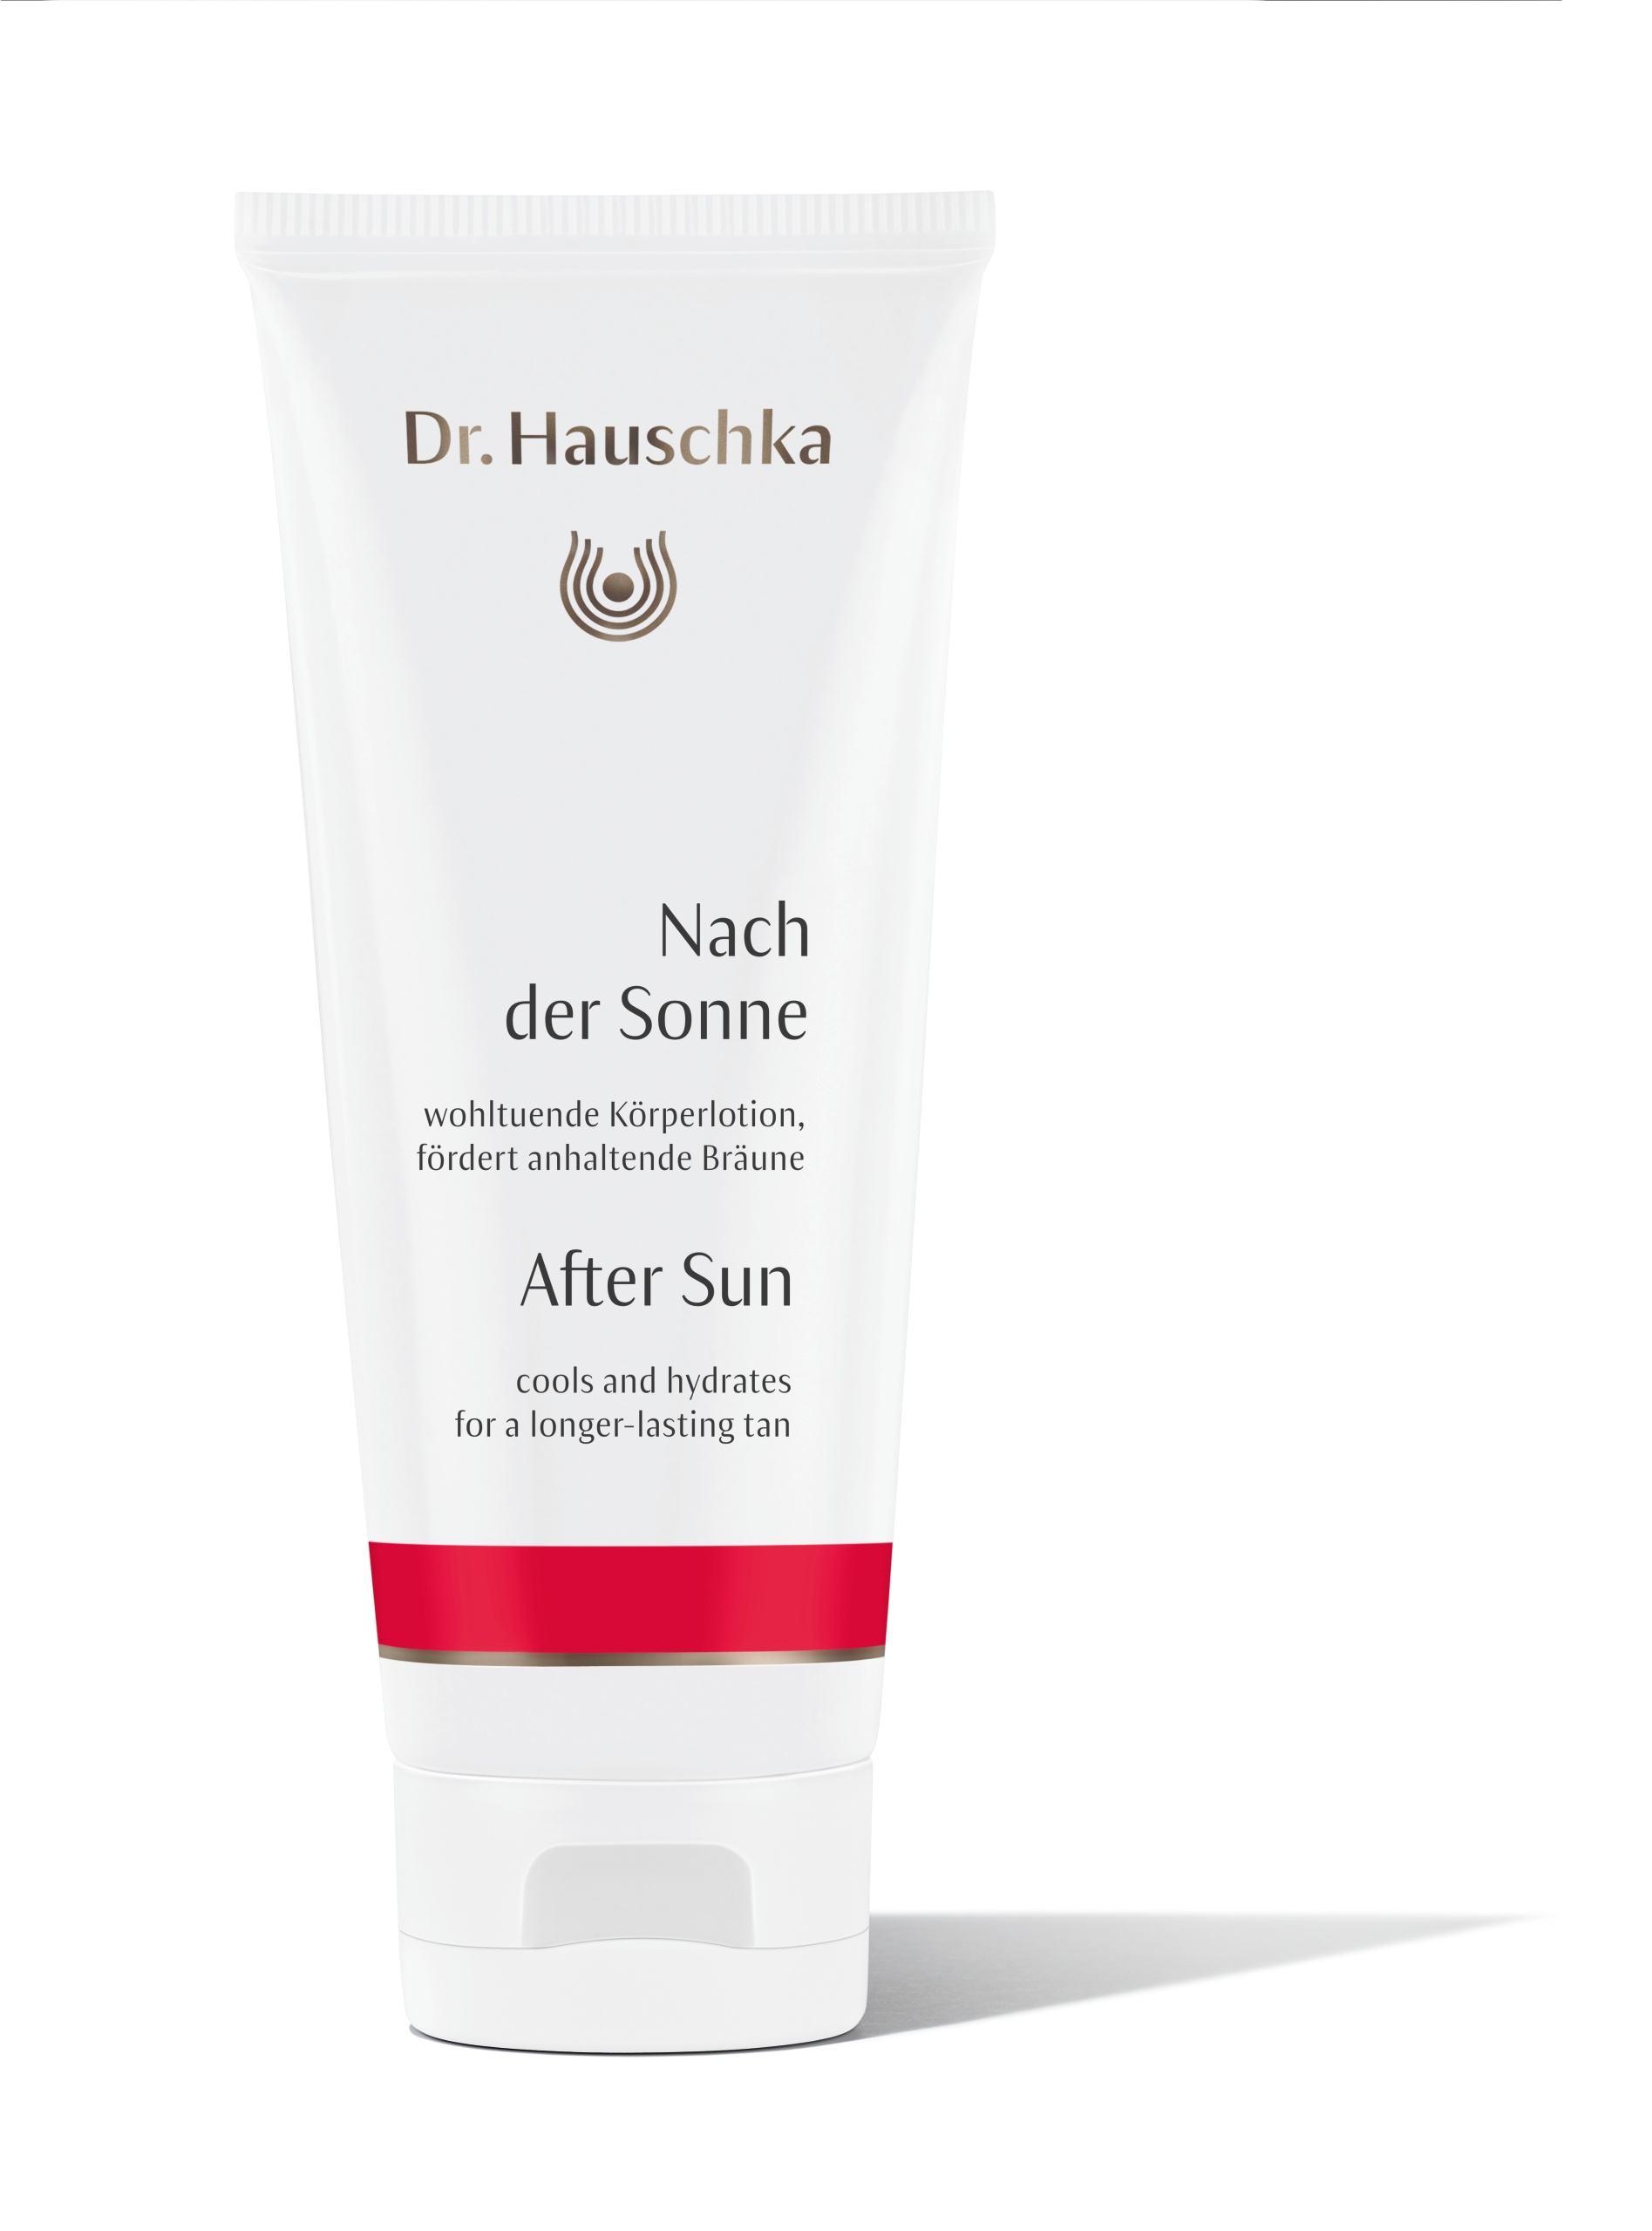 Dr. Hauschka
Nach
der Sonne
wohltuende Körperlotion,
fördert anhaltende Bräune
After Sun
cools and hydrates
for a longer-lasting tan